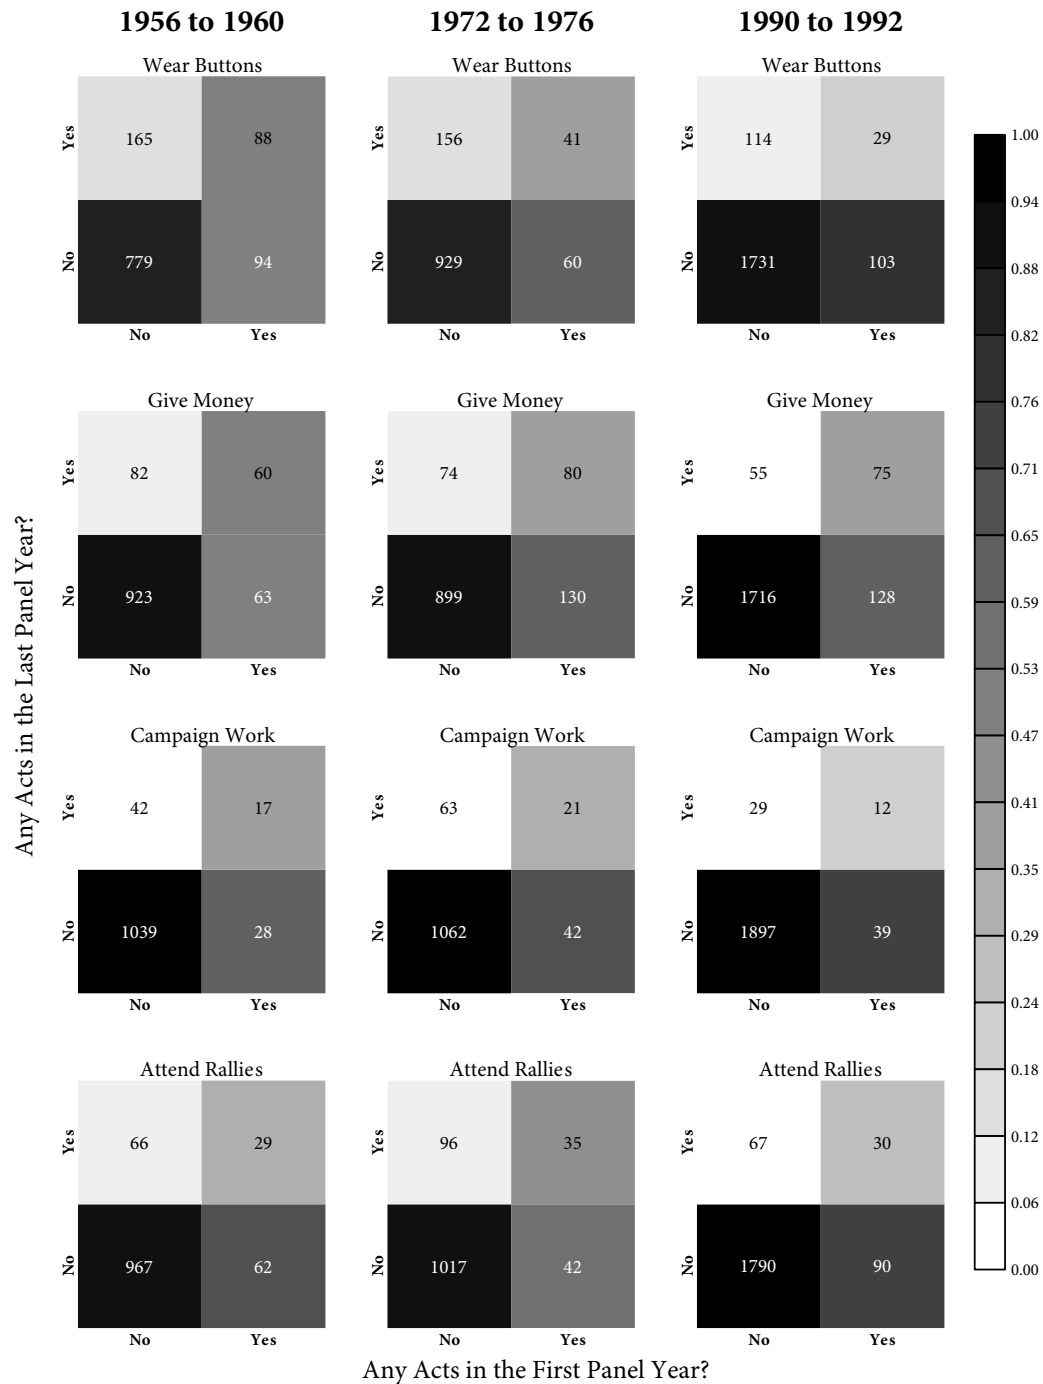 1956 to 1960
1972 to 1976
1990 to 1992
Wear Buttons
Wear Buttons
Wear Buttons
Yes
165
88
Yes
156
41
Yes
114
29
No
779
94
No
929
60
No
1731
103
No
Yes
No
Yes
No
Yes
Give Money
Give Money
Give Money
Yes
82
60
Yes
74
80
Yes
55
75
No
923
63
No
899
130
No
1716
128
No
Yes
No
Yes
No
Yes
Campaign Work
Campaign Work
Campaign Work
Yes
42
17
Yes
63
21
Yes
29
12
No
1039
28
No
1062
42
No
1897
39
No
Yes
No
Yes
No
Yes
Attend Rallies
Attend Rallies
Attend Rallies
Yes
66
29
Yes
96
35
Yes
67
30
No
967
62
No
1017
42
No
1790
90
No
Yes
No
Yes
No
Yes
Any Acts in the Last Panel Year?
Any Acts in the First Panel Year?
1.00
0.94
0.88
0.82
0.76
0.71
0.65
0.59
0.53
0.47
0.41
0.35
0.29
0.24
0.18
0.12
0.06
0.00